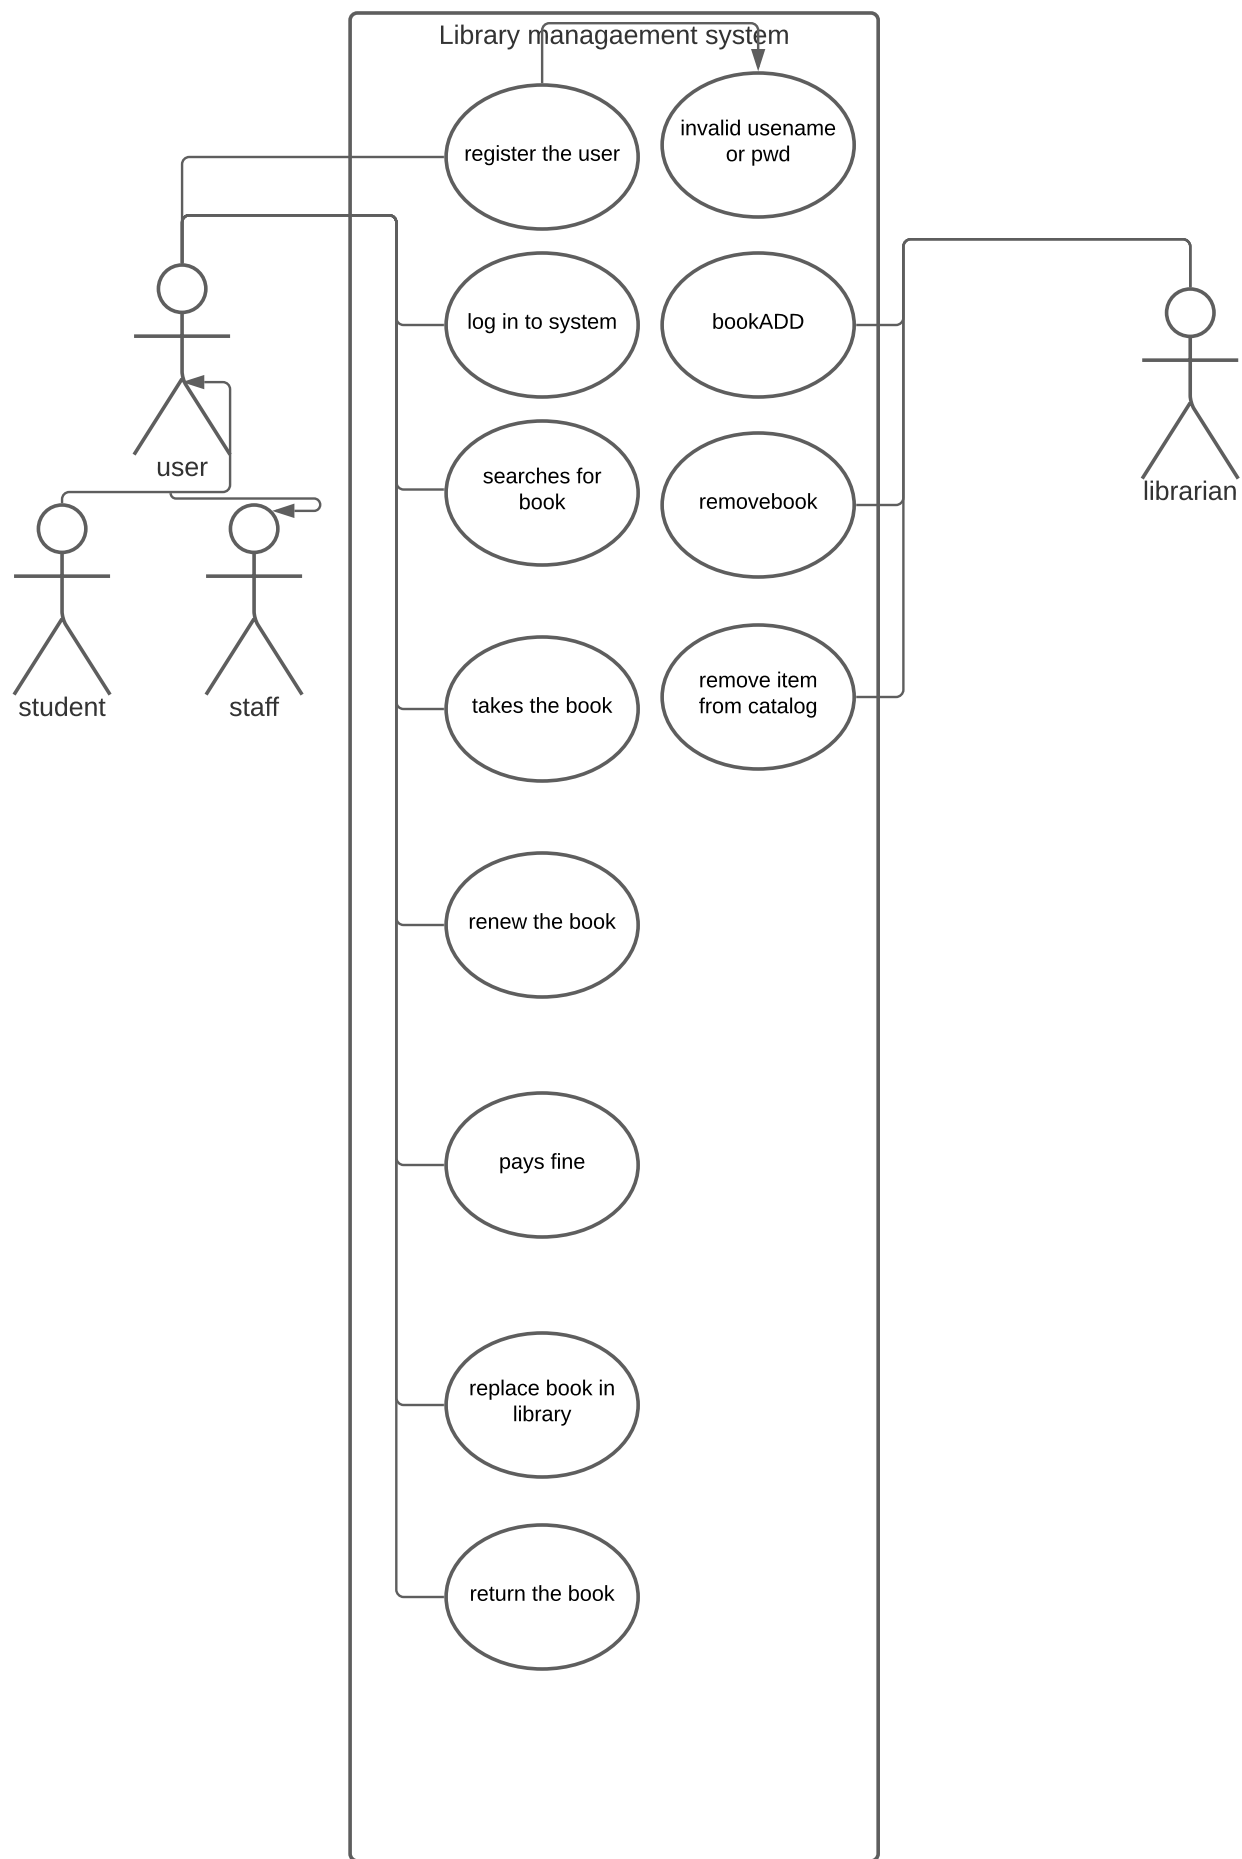 Library managaement system
register the user
invalid usename
or pwd
log in to system
bookADD
searches for
book
removebook
user
librarian
student
staff
takes the book
remove item
from catalog
renew the book
pays fine
replace book in
library
return the book